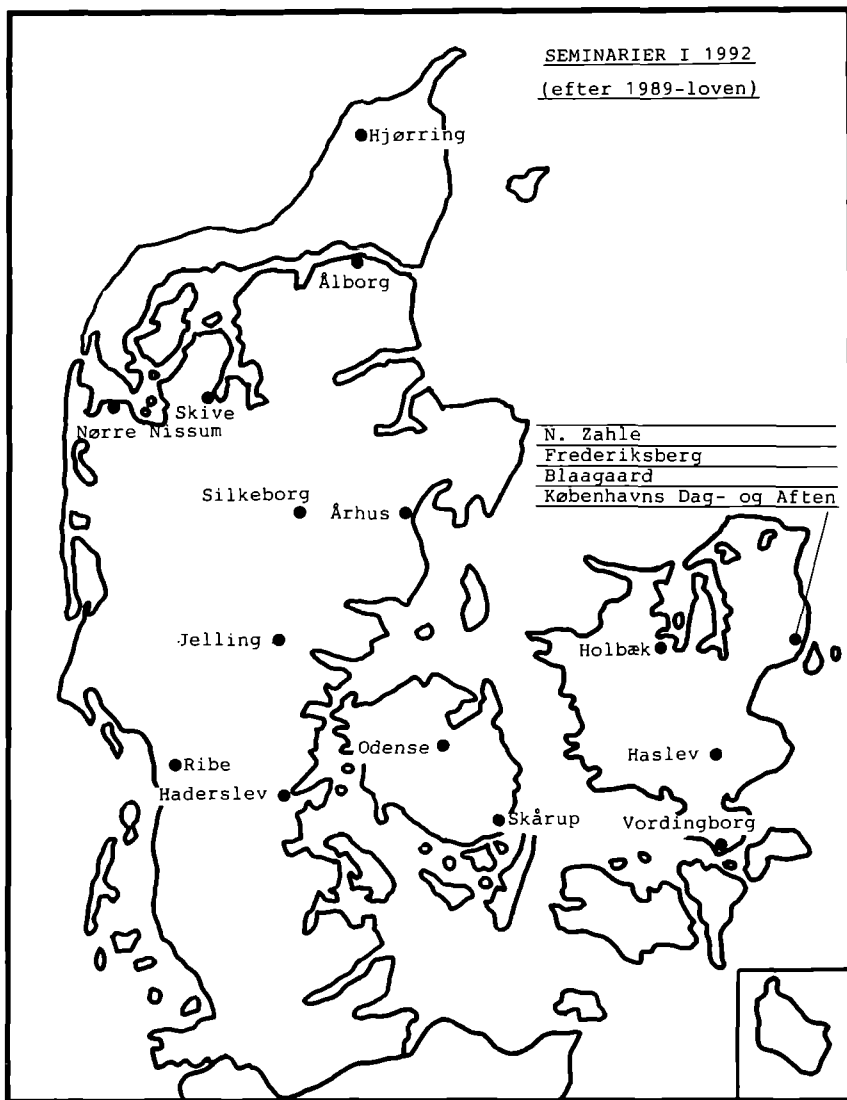 SEMINARIER I 1992
(efter 1989-loven)
Hjørring
Ålborg
Skive
Nørre Nissum
N. Zahle
Frederiksberg
Blaagaard
Københavns Dag- og Aften
Silkeborg
Århus
Jelling
Holbæk
Odense
Haslev
Ribe
Haderslev
Skårup
Vordingborg